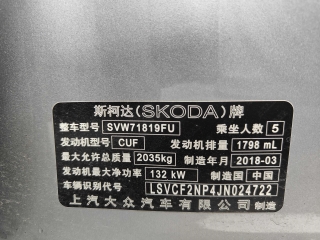 斯柯达(SKODA)牌
整车型号 SVW71819FU 乘坐人数 5
发动机型号 CUF 发动机排量 1798 mL
最大允许总质量 2035kg 制造年月 2018-03
发动机最大净功率 132 kW 制造国 中国
车辆识别代号 LSVCF2NP4JN024722
上汽大众汽车有限公司 制造